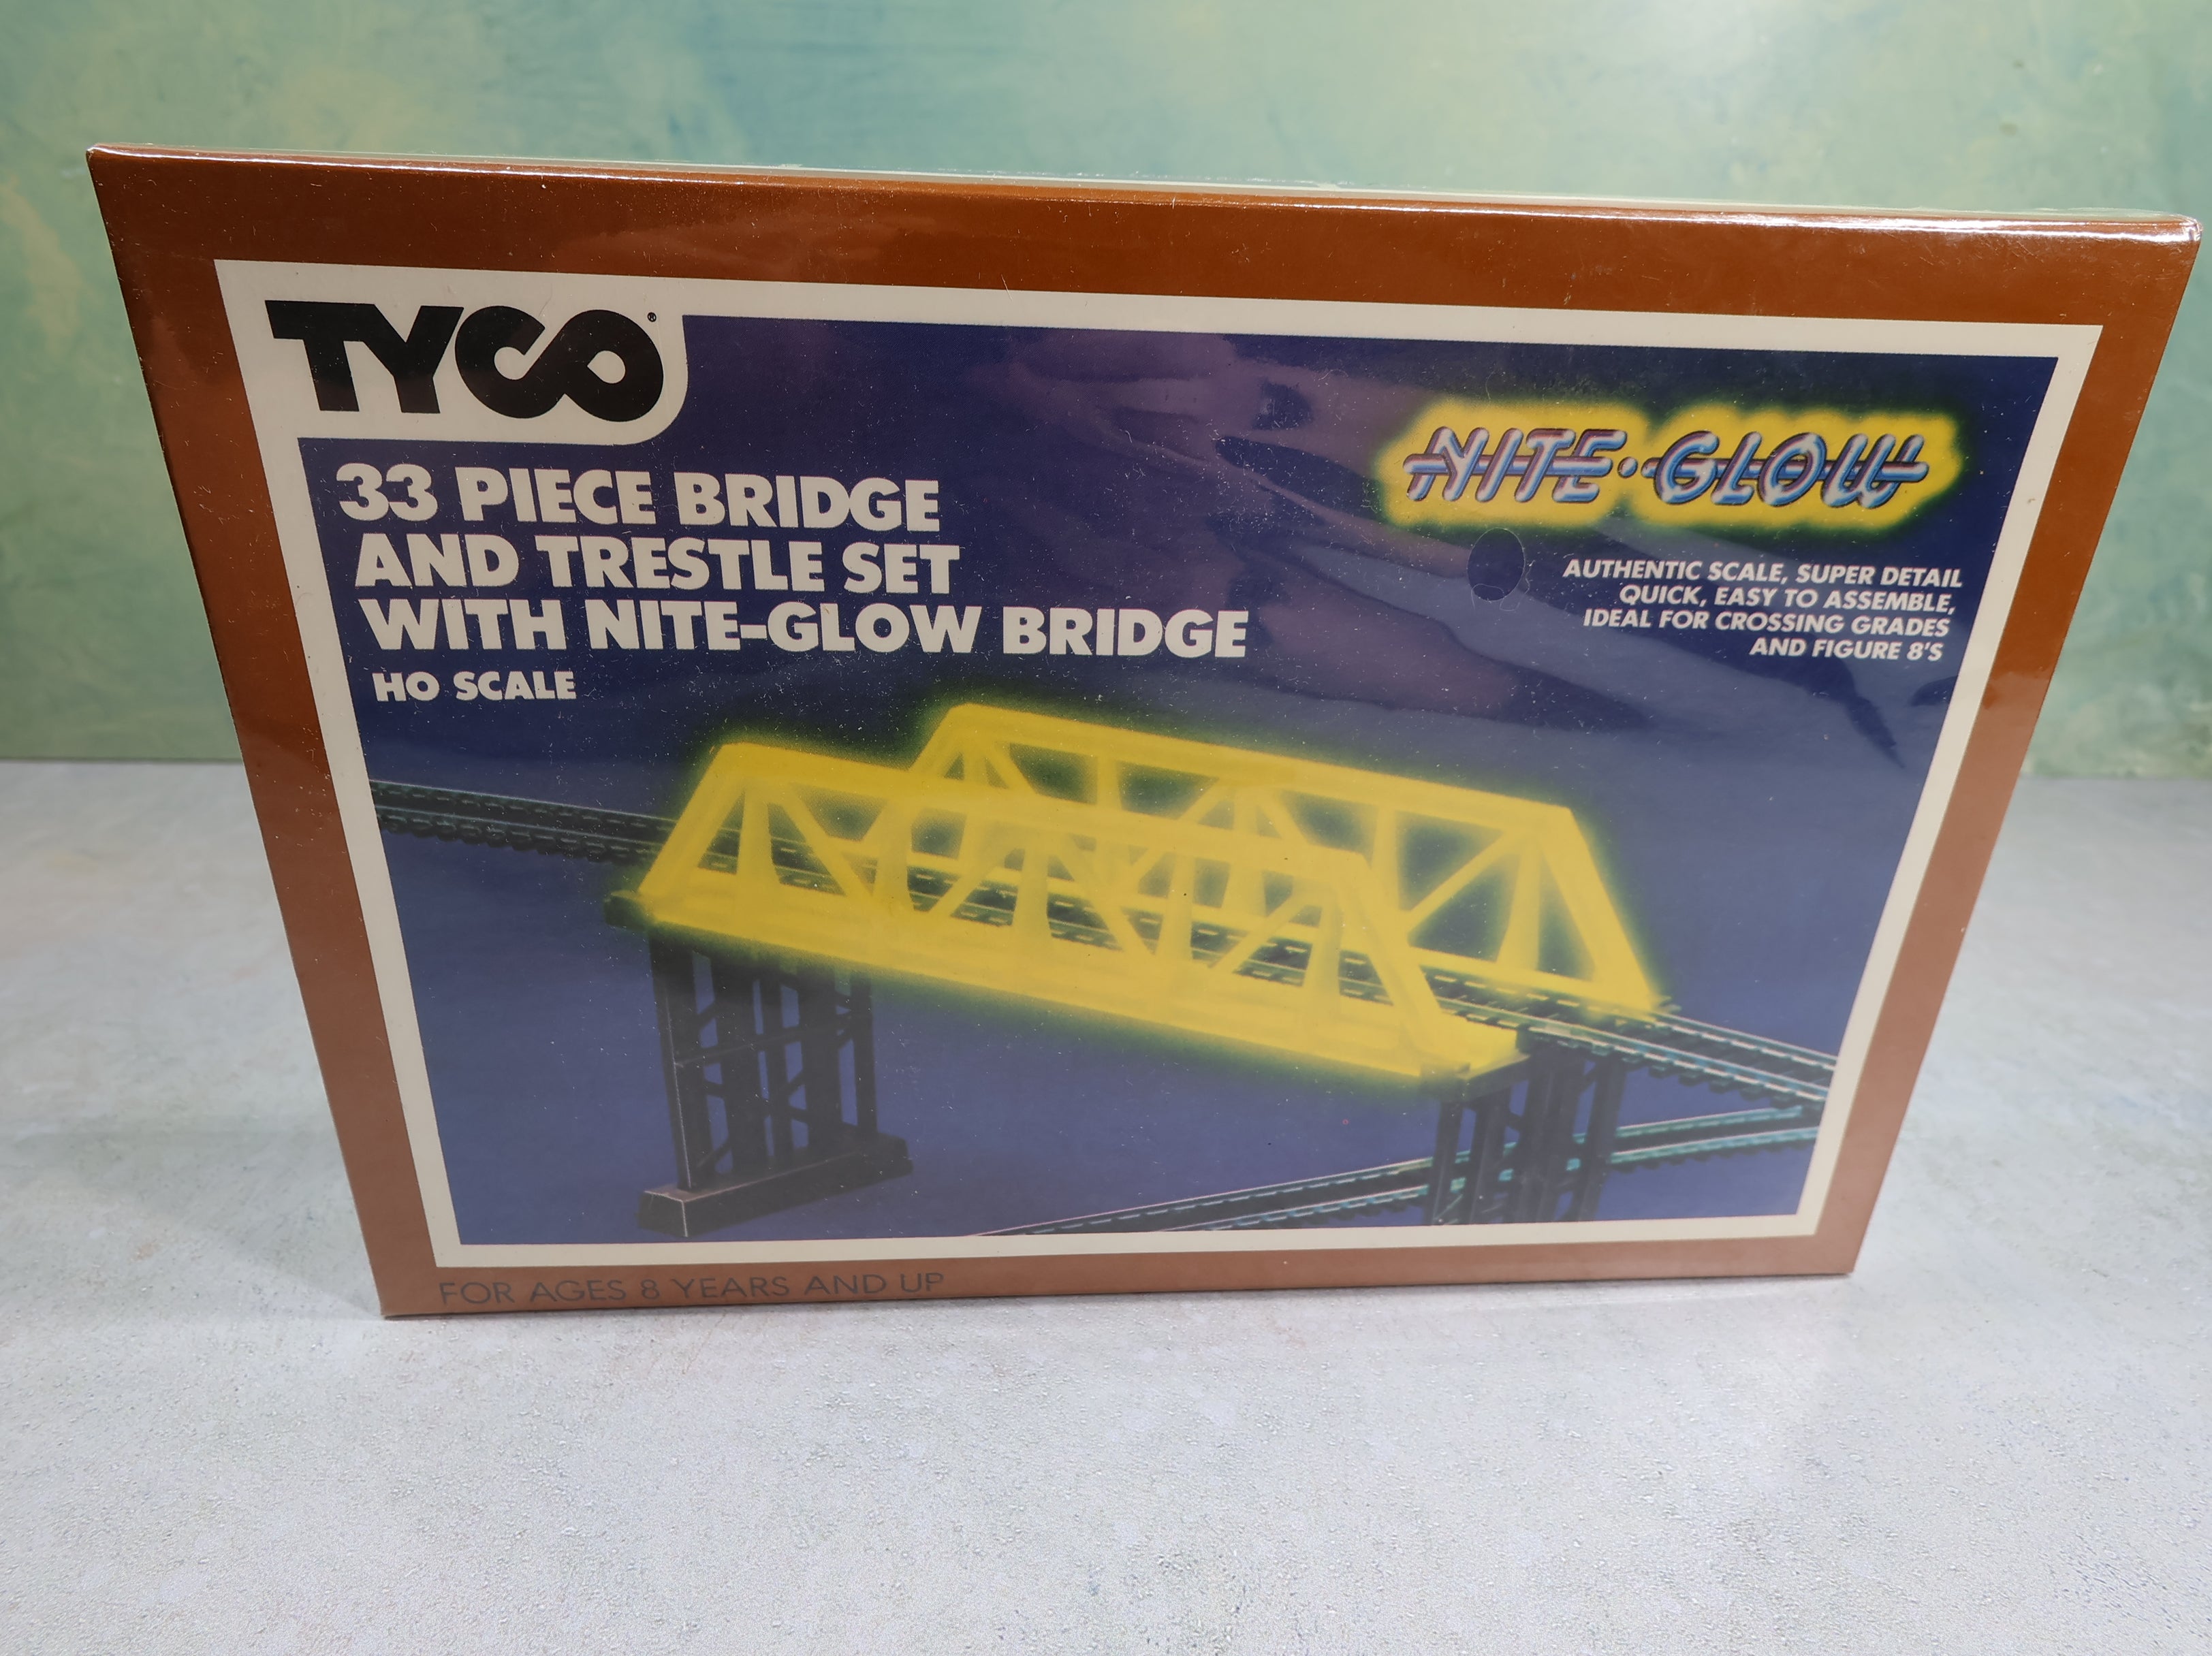 TYCO®
33 PIECE BRIDGE
AND TRESTLE SET
WITH NITE-GLOW BRIDGE
HO SCALE
NITE·GLOW
AUTHENTIC SCALE, SUPER DETAIL
QUICK, EASY TO ASSEMBLE,
IDEAL FOR CROSSING GRADES
AND FIGURE 8'S
FOR AGES 8 YEARS AND UP